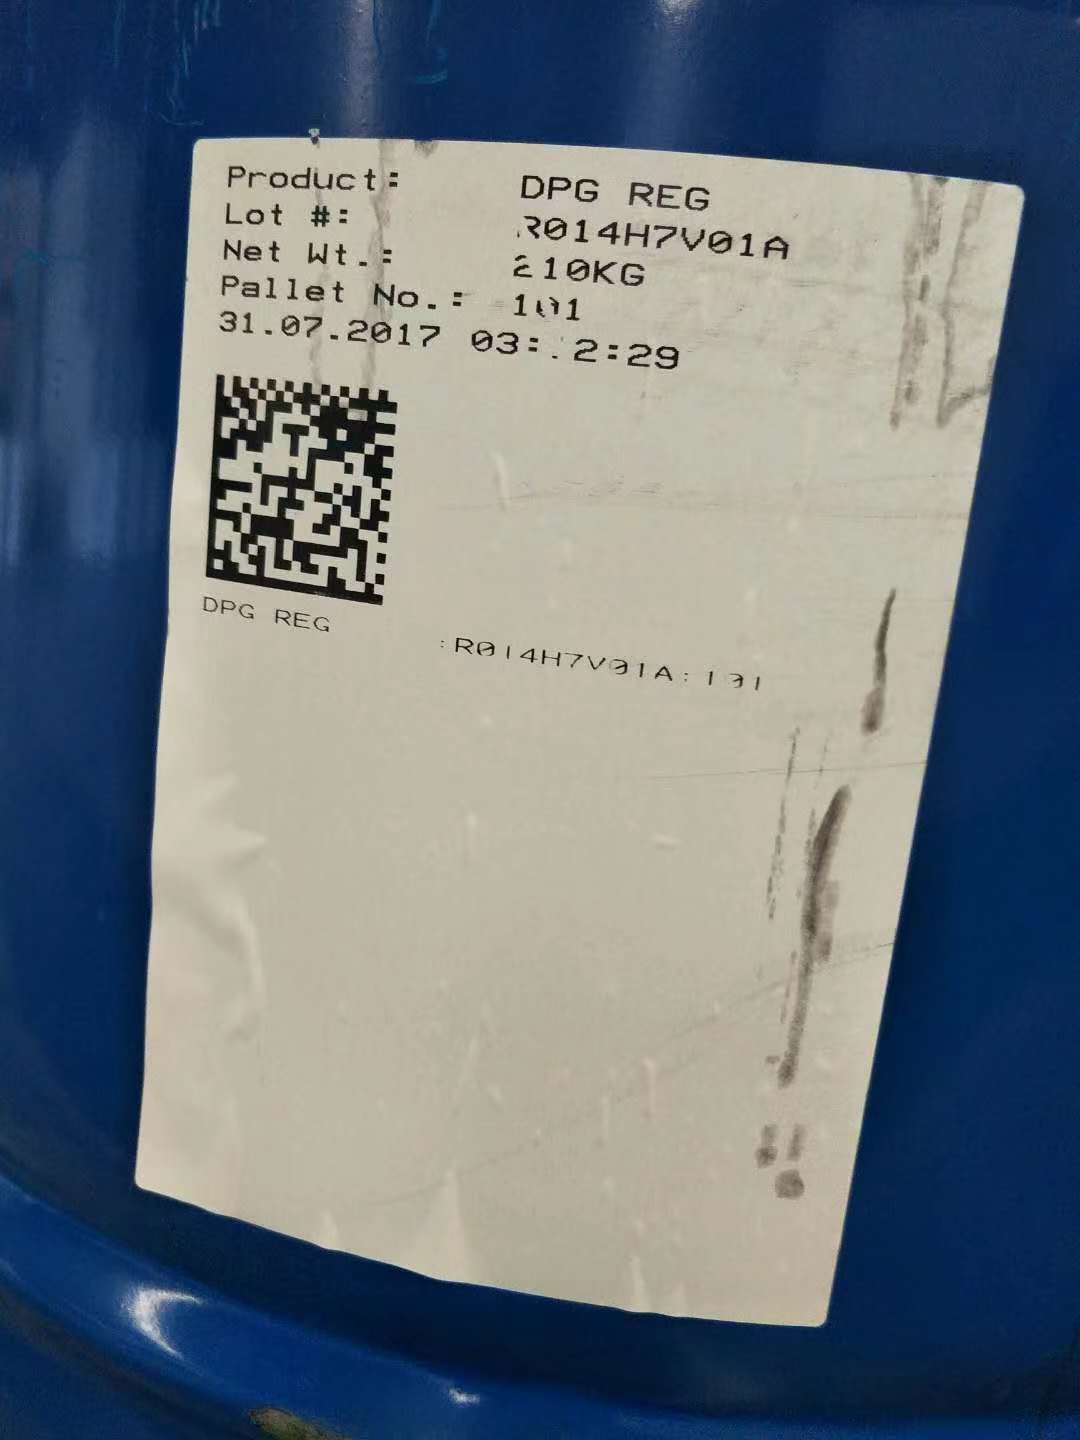 Product: DPG REG
Lot #: R014H7V01A
Net Wt.: 210KG
Pallet No.: 101
31.07.2017
DPG REG
:R014H7V01A:101